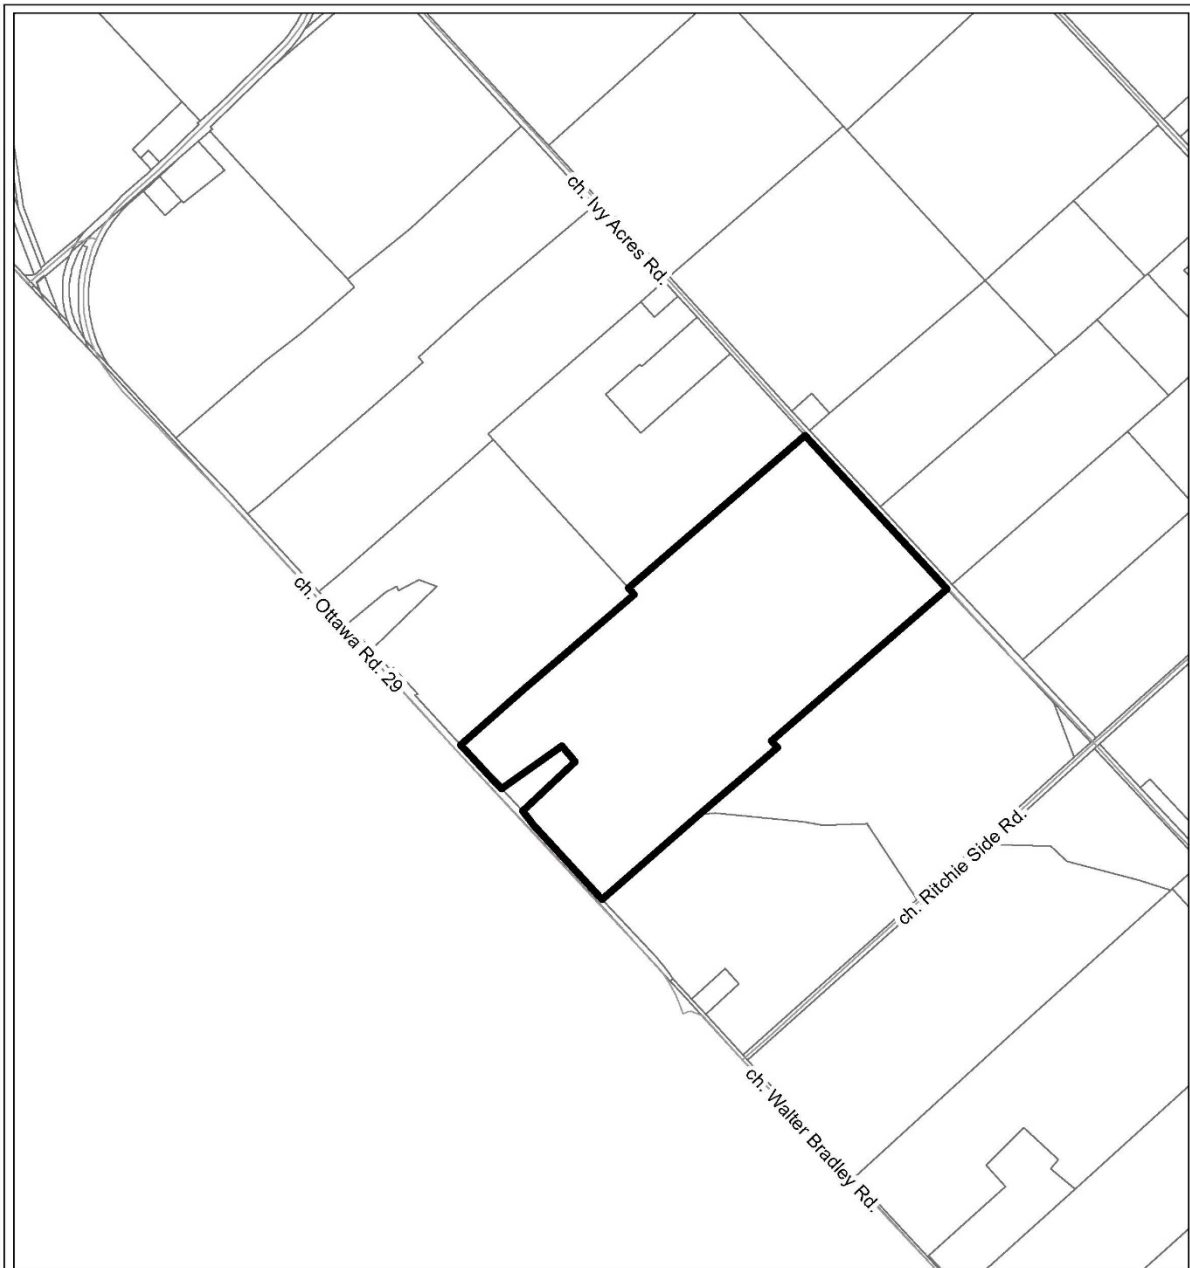 ch. Ivy Acres Rd.
ch. Ottawa Rd. 29
ch. Ritchie Side Rd.
ch. Walter Bradley Rd.